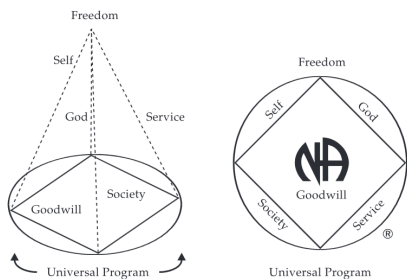 Freedom
Self
God
Service
Society
Goodwill
Universal Program
Freedom
Self
God
NA
Goodwill
Society
Service
®
Universal Program